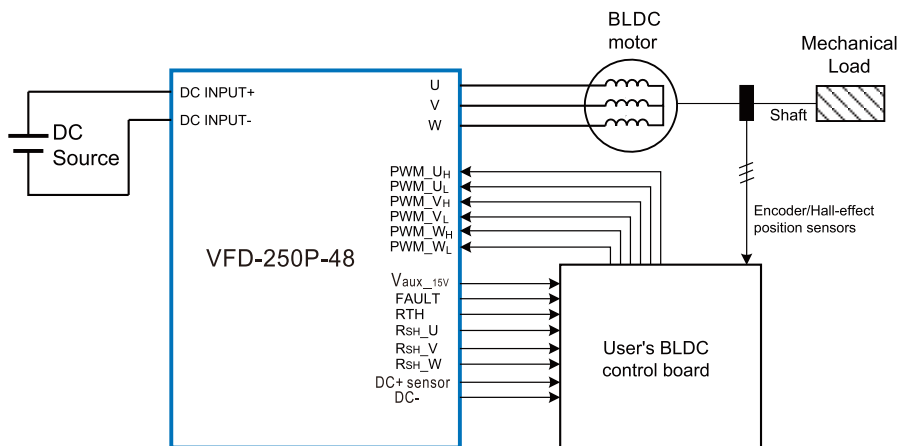 BLDC
motor
Mechanical
Load
DC INPUT+
DC INPUT-
U
V
W
Shaft
DC
Source
PWM_UH
PWM_UL
PWM_VH
PWM_VL
PWM_WH
PWM_WL
Encoder/Hall-effect
position sensors
VFD-250P-48
Vaux_15V
FAULT
RTH
RSH_U
RSH_V
RSH_W
DC+ sensor
DC-
User's BLDC
control board